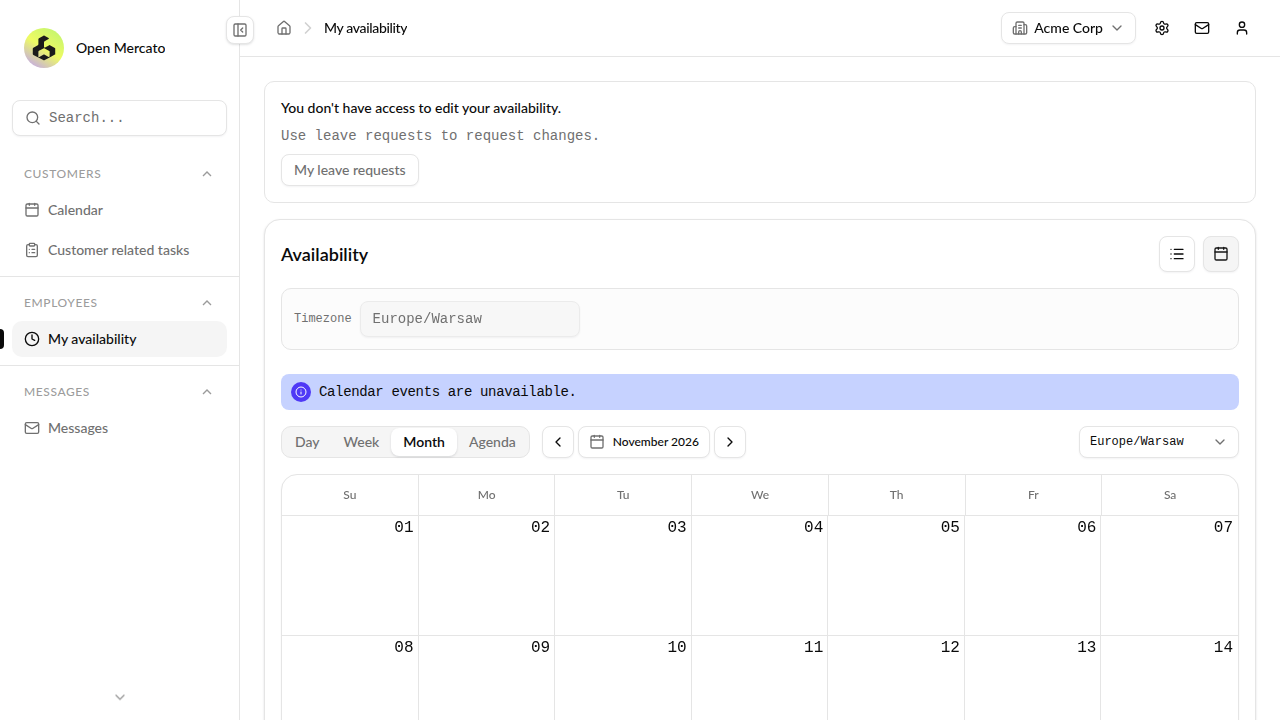 Open Mercato
My availability
Acme Corp
Search...
CUSTOMERS
Calendar
Customer related tasks
EMPLOYEES
My availability
MESSAGES
Messages
You don't have access to edit your availability.
Use leave requests to request changes.
My leave requests
Availability
Timezone Europe/Warsaw
Calendar events are unavailable.
Day Week Month Agenda November 2026 Europe/Warsaw
Su Mo Tu We Th Fr Sa
01 02 03 04 05 06 07
08 09 10 11 12 13 14